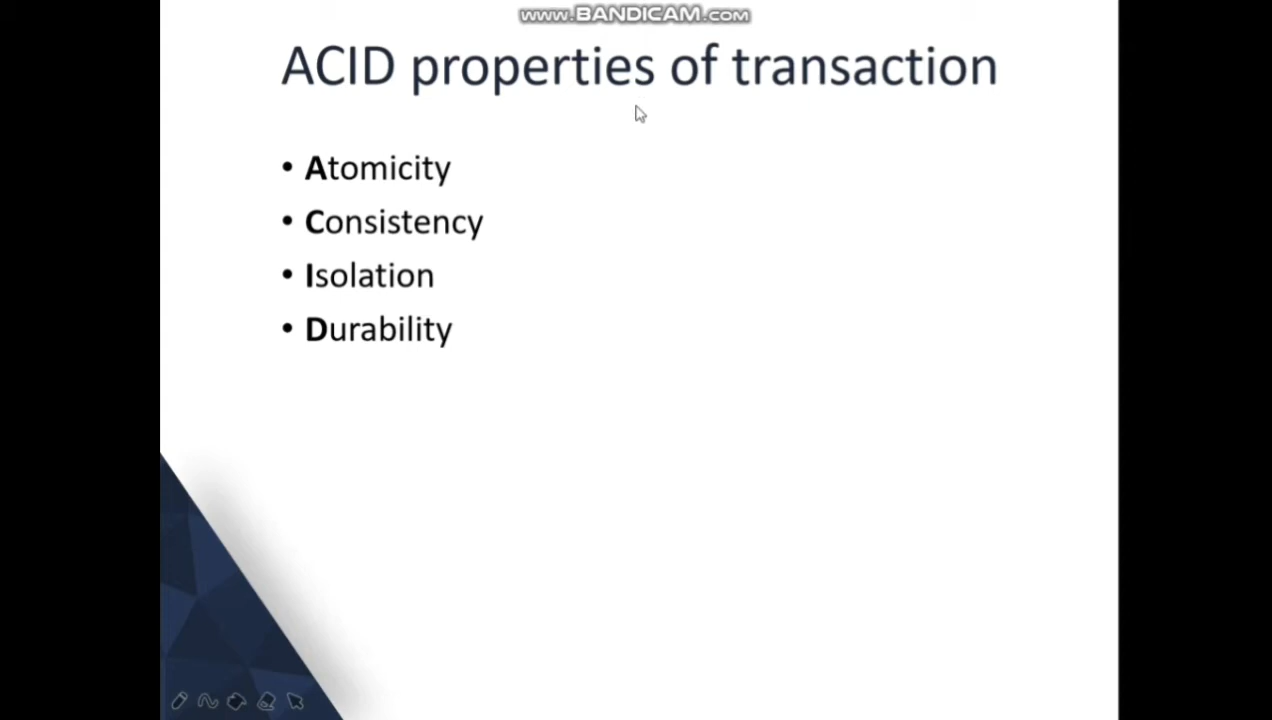 www.BANDICAM.com
ACID properties of transaction
• Atomicity
• Consistency
• Isolation
• Durability